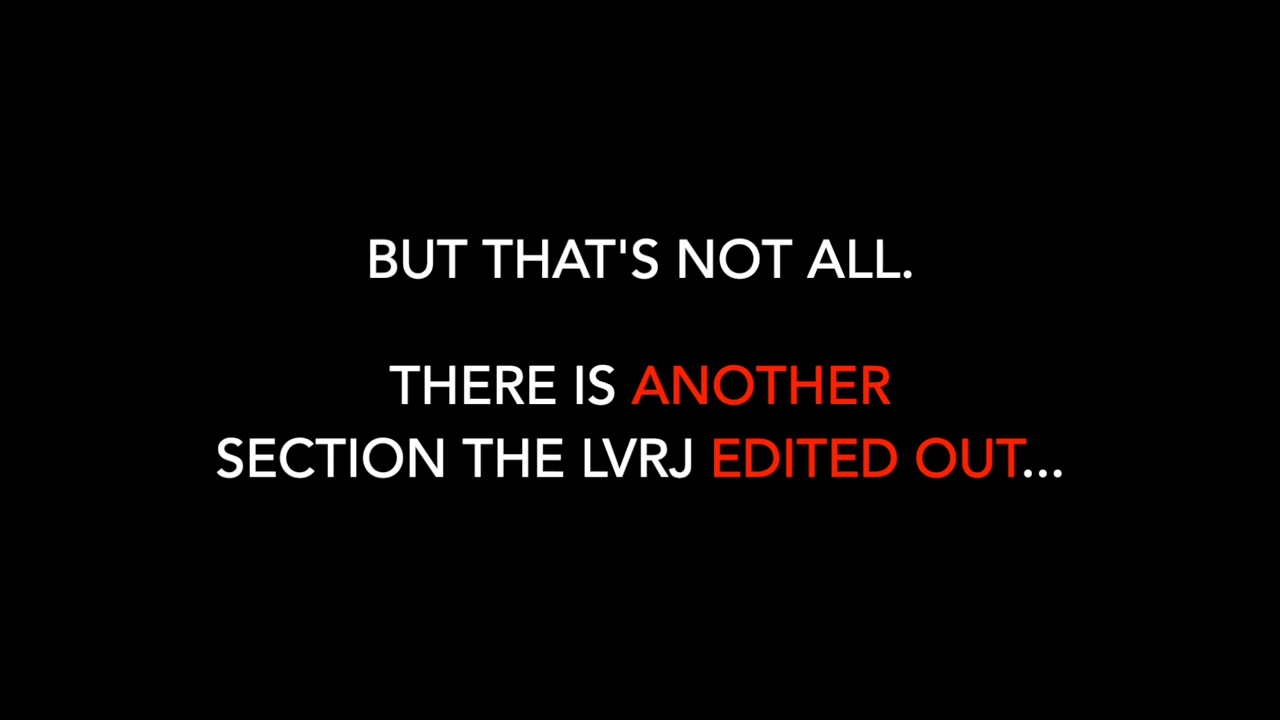 BUT THAT'S NOT ALL.
THERE IS ANOTHER
SECTION THE LVRJ EDITED OUT...